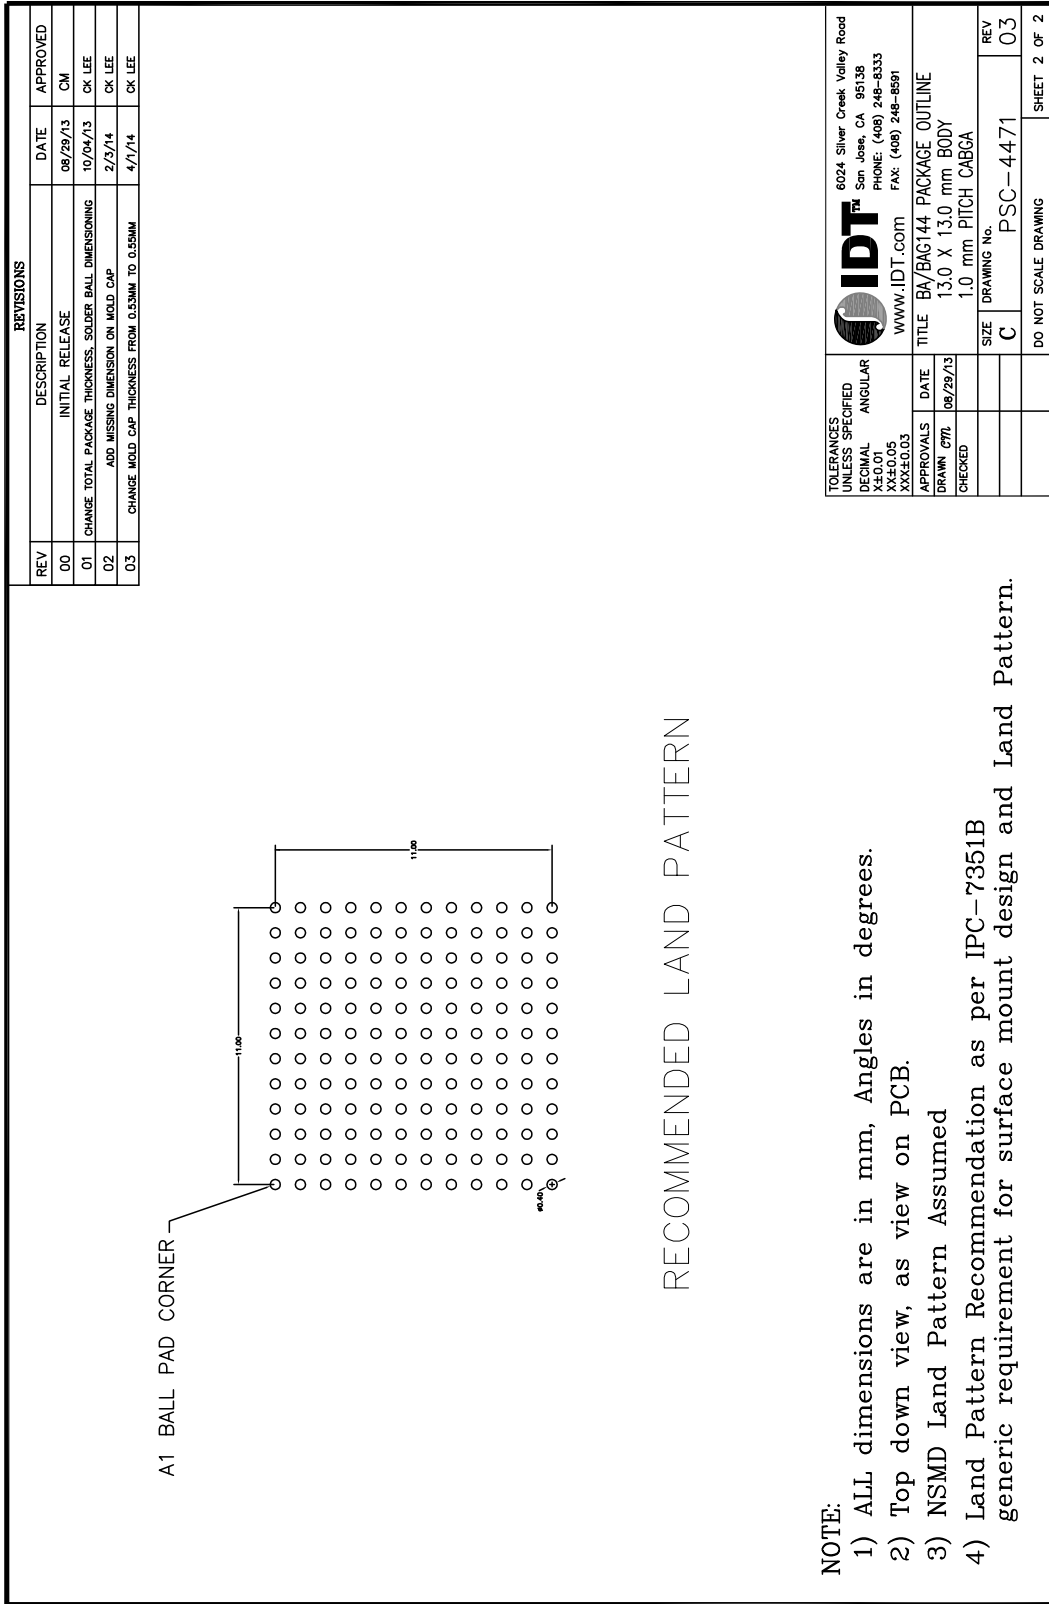 REVISIONS
REV DESCRIPTION DATE APPROVED
00 INITIAL RELEASE 08/29/13 CM
01 CHANGE TOTAL PACKAGE THICKNESS, SOLDER BALL DIMENSIONING 10/04/13 CK LEE
02 ADD MISSING DIMENSION ON MOLD CAP 2/3/14 CK LEE
03 CHANGE MOLD CAP THICKNESS FROM 0.53MM TO 0.55MM 4/1/14 CK LEE
A1 BALL PAD CORNER
11.00
11.00
ø0.40
RECOMMENDED LAND PATTERN
NOTE:
1) ALL dimensions are in mm, Angles in degrees.
2) Top down view, as view on PCB.
3) NSMD Land Pattern Assumed
4) Land Pattern Recommendation as per IPC-7351B
generic requirement for surface mount design and Land Pattern.
TOLERANCES
UNLESS SPECIFIED
DECIMAL ANGULAR
X±0.01
XX±0.05
XXX±0.03
IDT™
www.IDT.com
6024 Silver Creek Valley Road
San Jose, CA 95138
PHONE: (408) 248-8333
FAX: (408) 248-8591
APPROVALS DATE
DRAWN CM 08/29/13
CHECKED
TITLE BA/BAG144 PACKAGE OUTLINE
13.0 X 13.0 mm BODY
1.0 mm PITCH CABGA
SIZE DRAWING No. REV
C PSC-4471 03
DO NOT SCALE DRAWING SHEET 2 OF 2